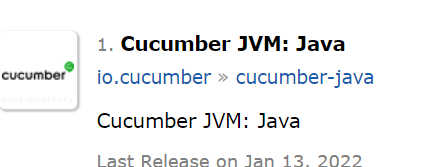 1. Cucumber JVM: Java
cucumber
io.cucumber » cucumber-java
Cucumber JVM: Java
Last Release on Jan 13, 2022